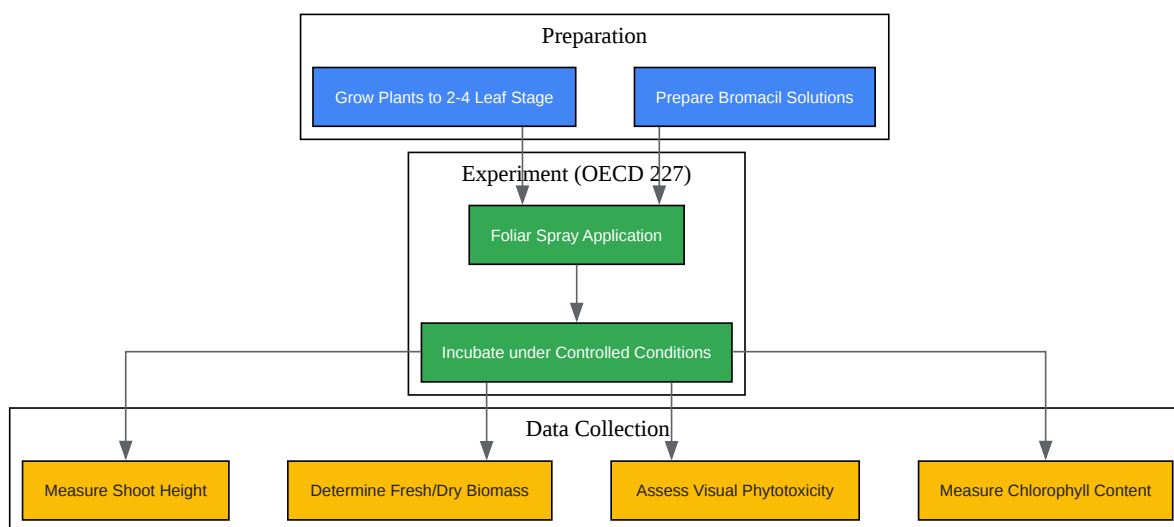 Preparation
Grow Plants to 2-4 Leaf Stage
Prepare Bromacil Solutions
Experiment (OECD 227)
Foliar Spray Application
Incubate under Controlled Conditions
Data Collection
Measure Shoot Height
Determine Fresh/Dry Biomass
Assess Visual Phytotoxicity
Measure Chlorophyll Content